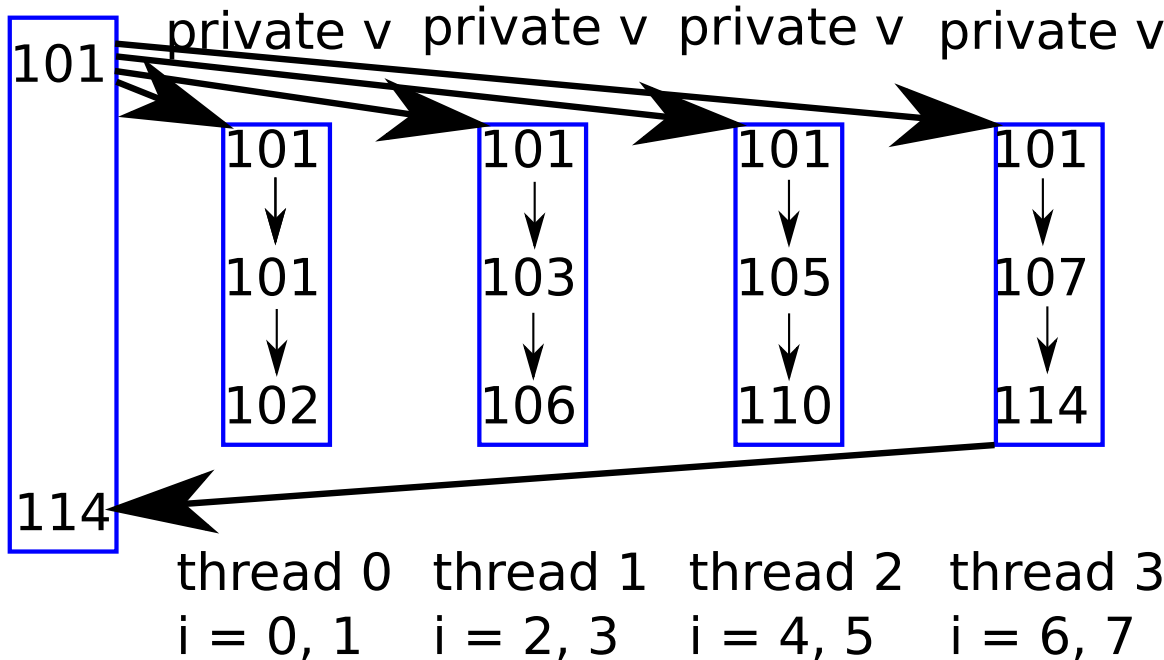 private v private v private v private v
101
101 101 101 101
101 103 105 107
102 106 110 114
114
thread 0 thread 1 thread 2 thread 3
i = 0, 1 i = 2, 3 i = 4, 5 i = 6, 7